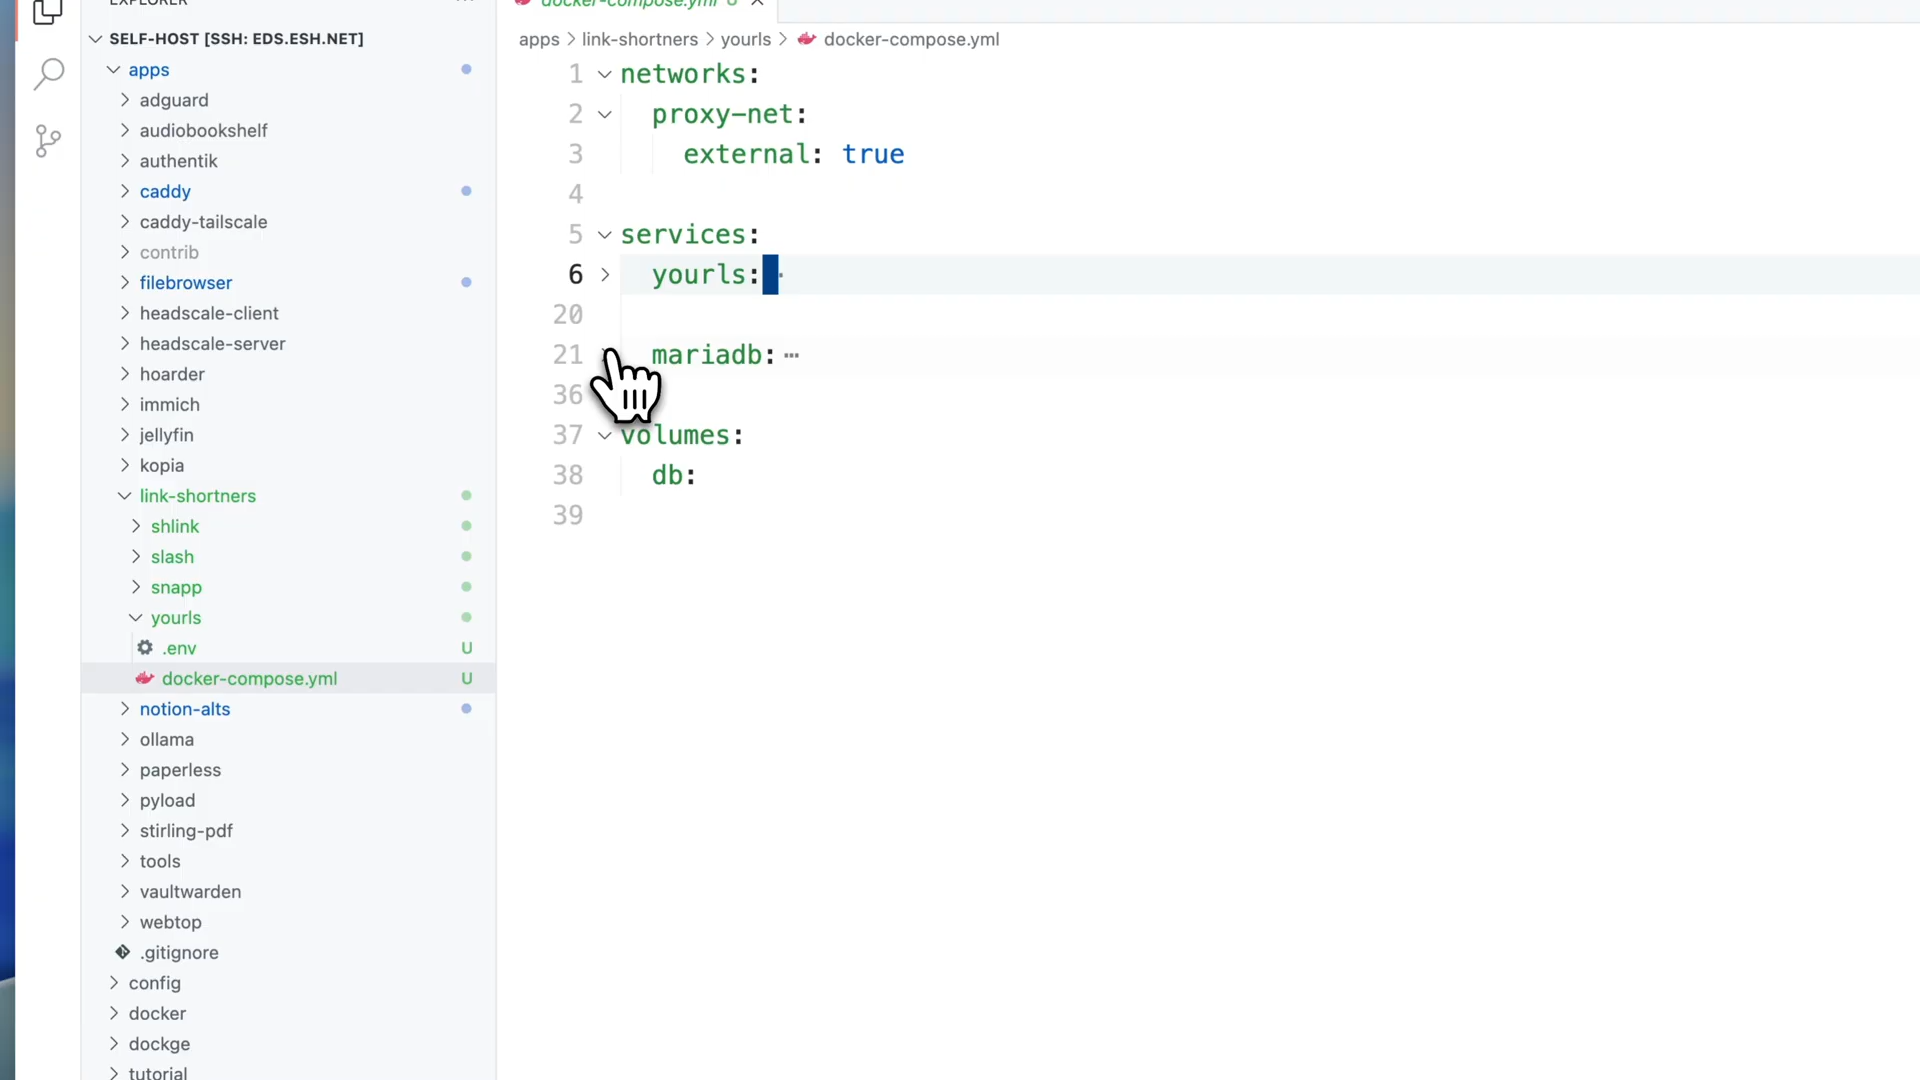 EXPLORER
SELF-HOST [SSH: EDS.ESH.NET]
apps
adguard
audiobookshelf
authentik
caddy
caddy-tailscale
contrib
filebrowser
headscale-client
headscale-server
hoarder
immich
jellyfin
kopia
link-shortners
shlink
slash
snapp
yourls
.env U
docker-compose.yml U
notion-alts
ollama
paperless
pyload
stirling-pdf
tools
vaultwarden
webtop
.gitignore
config
docker
dockge
tutorial
docker-compose.yml U
apps > link-shortners > yourls > docker-compose.yml
1 networks:
2 proxy-net:
3 external: true
4
5 services:
6 yourls:
20
21 mariadb: ···
36
37 volumes:
38 db:
39